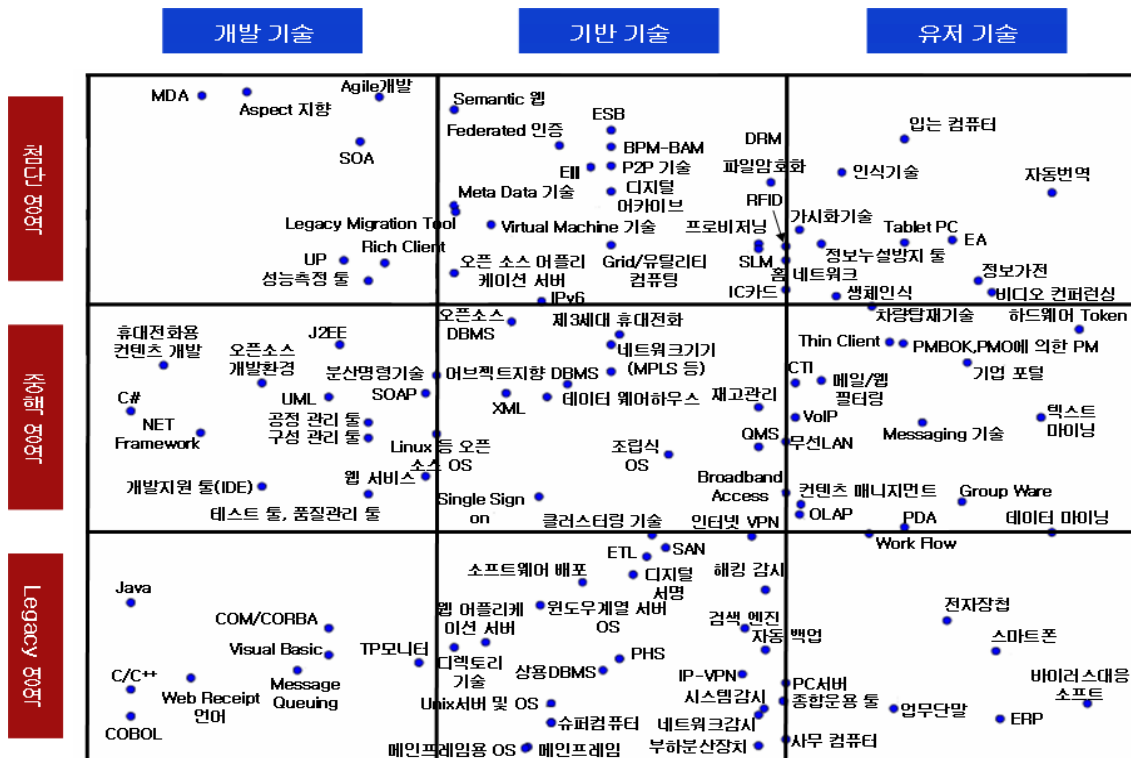 개발 기술
기반 기술
유저 기술
첨단 영역
MDA
Aspect 지향
Agile개발
SOA
Legacy Migration Tool
Rich Client
UP
성능측정 툴
Semantic 웹
Federated 인증
ESB
BPM-BAM
EII
P2P 기술
디지털
아카이브
Meta Data 기술
Virtual Machine 기술
오픈 소스 어플리
케이션 서버
Grid/유틸리티
컴퓨팅
IPv6
DRM
파일암호화
RFID
프로비저닝
SLM
홈 네트워크
IC카드
입는 컴퓨터
인식기술
자동번역
가시화기술
Tablet PC
EA
정보누설방지 툴
정보가전
생체인식
비디오 컨퍼런싱
중핵 영역
휴대전화용
컨텐츠 개발
J2EE
오픈소스
개발환경
분산명령기술
C#
UML
SOAP
NET
Framework
공정 관리 툴
구성 관리 툴
Linux 등 오픈
소스 OS
개발지원 툴(IDE)
웹 서비스
테스트 툴, 품질관리 툴
오픈소스
DBMS
제3세대 휴대전화
네트워크기기
(MPLS 등)
어브젝트지향 DBMS
XML
데이터 웨어하우스
재고관리
QMS
조립식
OS
Single Sign
on
Broadband
Access
클러스터링 기술
인터넷 VPN
차량탑재기술
하드웨어 Token
Thin Client
PMBOK,PMO에 의한 PM
기업 포털
CTI
메일/웹
필터링
VoIP
Messaging 기술
텍스트
마이닝
무선LAN
컨텐츠 매니지먼트
Group Ware
OLAP
PDA
데이터 마이닝
Work Flow
Legacy 영역
Java
COM/CORBA
Visual Basic
TP모니터
C/C++
Web Receipt
언어
Message
Queuing
COBOL
ETL
SAN
소프트웨어 배포
디지털
서명
해킹 감시
웹 어플리케
이션 서버
윈도우계열 서버
OS
검색 엔진
자동 백업
디렉토리
기술
상용DBMS
PHS
IP-VPN
Unix서버 및 OS
시스템감시
슈퍼컴퓨터
네트워크감시
메인프레임용 OS
메인프레임
부하분산장치
전자장첩
스마트폰
PC서버
바이러스대응
소프트
종합운용 툴
업무단말
ERP
사무 컴퓨터